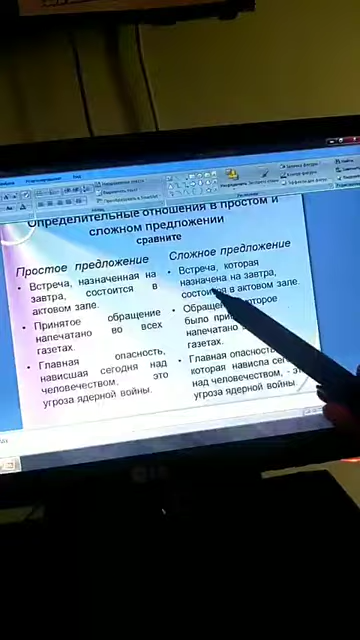 Определительные отношения в простом и
сложном предложении
сравните
Простое предложение
• Встреча, назначенная на
завтра, состоится в
актовом зале.
• Принятое обращение
напечатано во всех
газетах.
• Главная опасность,
нависшая сегодня над
человечеством, это
угроза ядерной войны.
Сложное предложение
• Встреча, которая
назначена на завтра,
состоится в актовом зале.
• которое
было
напечатано
газетах.
• Главная опасность,
которая нависла
над человечеством, -
угроза ядерной войны.